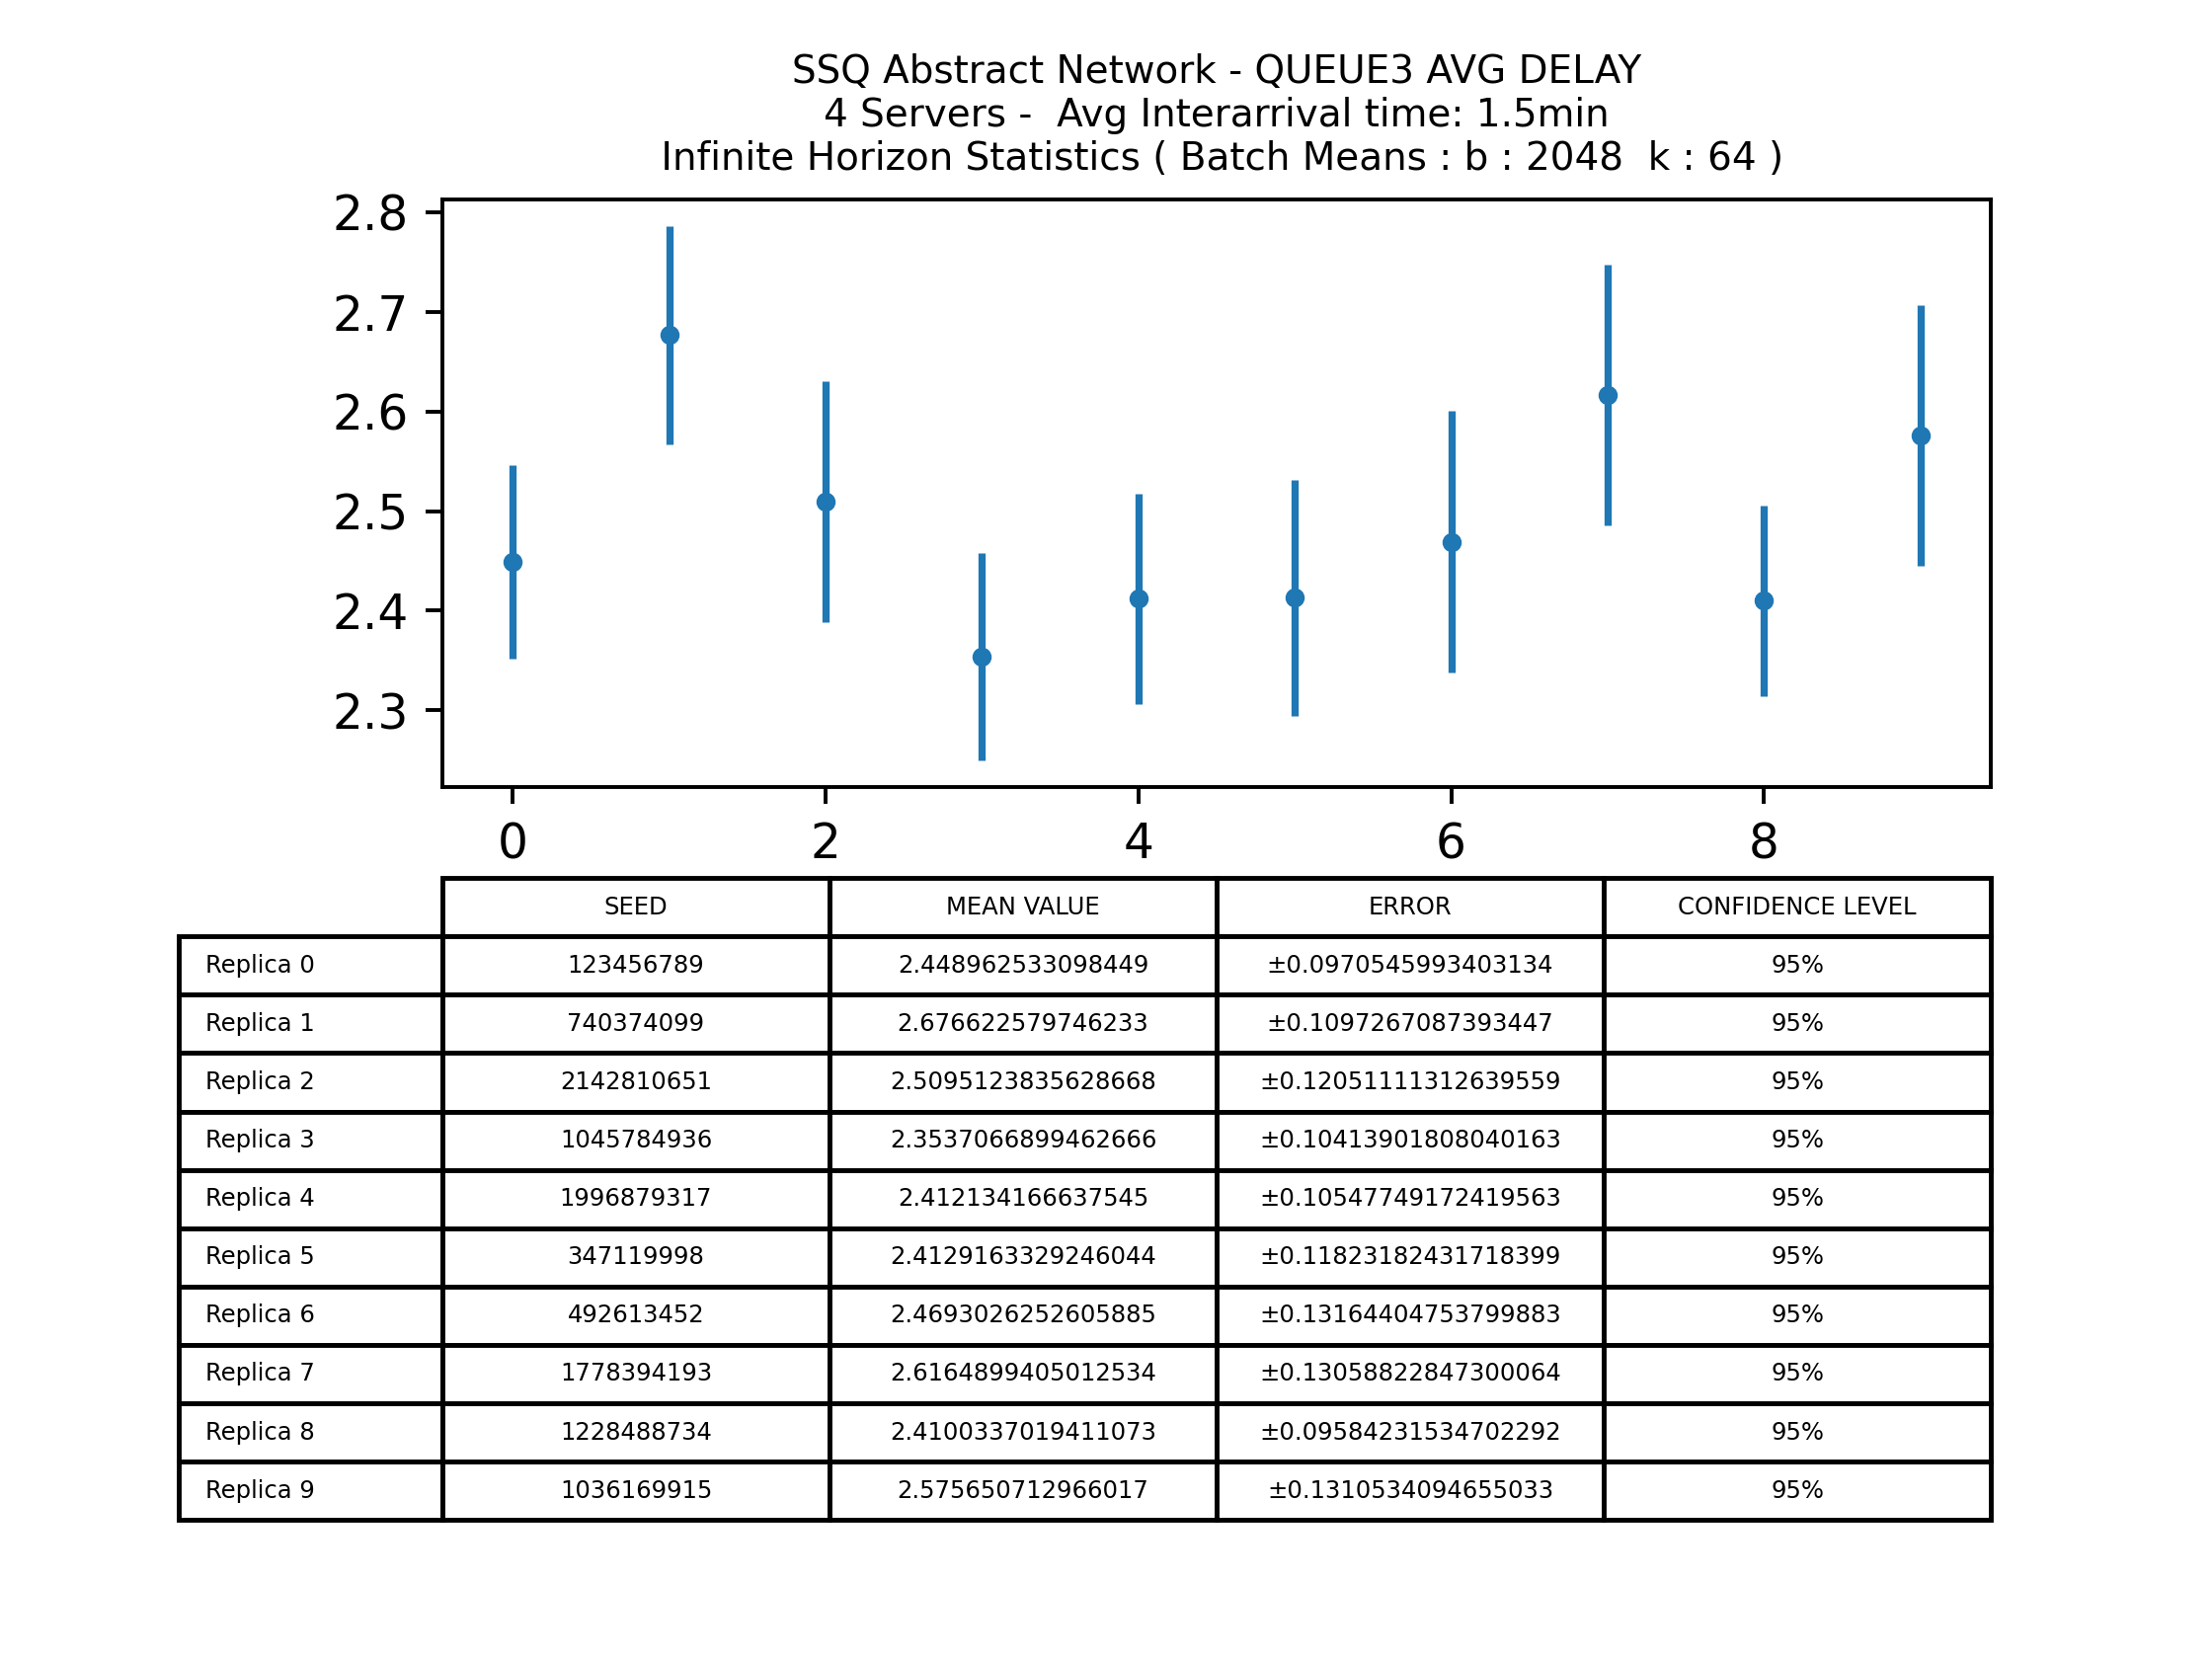 SSQ Abstract Network - QUEUE3 AVG DELAY
4 Servers -  Avg Interarrival time: 1.5min
Infinite Horizon Statistics ( Batch Means : b : 2048  k : 64 )
2.8
2.7
2.6
2.5
2.4
2.3
0 2 4 6 8
SEED MEAN VALUE ERROR CONFIDENCE LEVEL
Replica 0 123456789 2.448962533098449 ±0.0970545993403134 95%
Replica 1 740374099 2.676622579746233 ±0.1097267087393447 95%
Replica 2 2142810651 2.5095123835628668 ±0.12051111312639559 95%
Replica 3 1045784936 2.3537066899462666 ±0.10413901808040163 95%
Replica 4 1996879317 2.412134166637545 ±0.10547749172419563 95%
Replica 5 347119998 2.4129163329246044 ±0.11823182431718399 95%
Replica 6 492613452 2.4693026252605885 ±0.13164404753799883 95%
Replica 7 1778394193 2.6164899405012534 ±0.13058822847300064 95%
Replica 8 1228488734 2.4100337019411073 ±0.09584231534702292 95%
Replica 9 1036169915 2.575650712966017 ±0.1310534094655033 95%